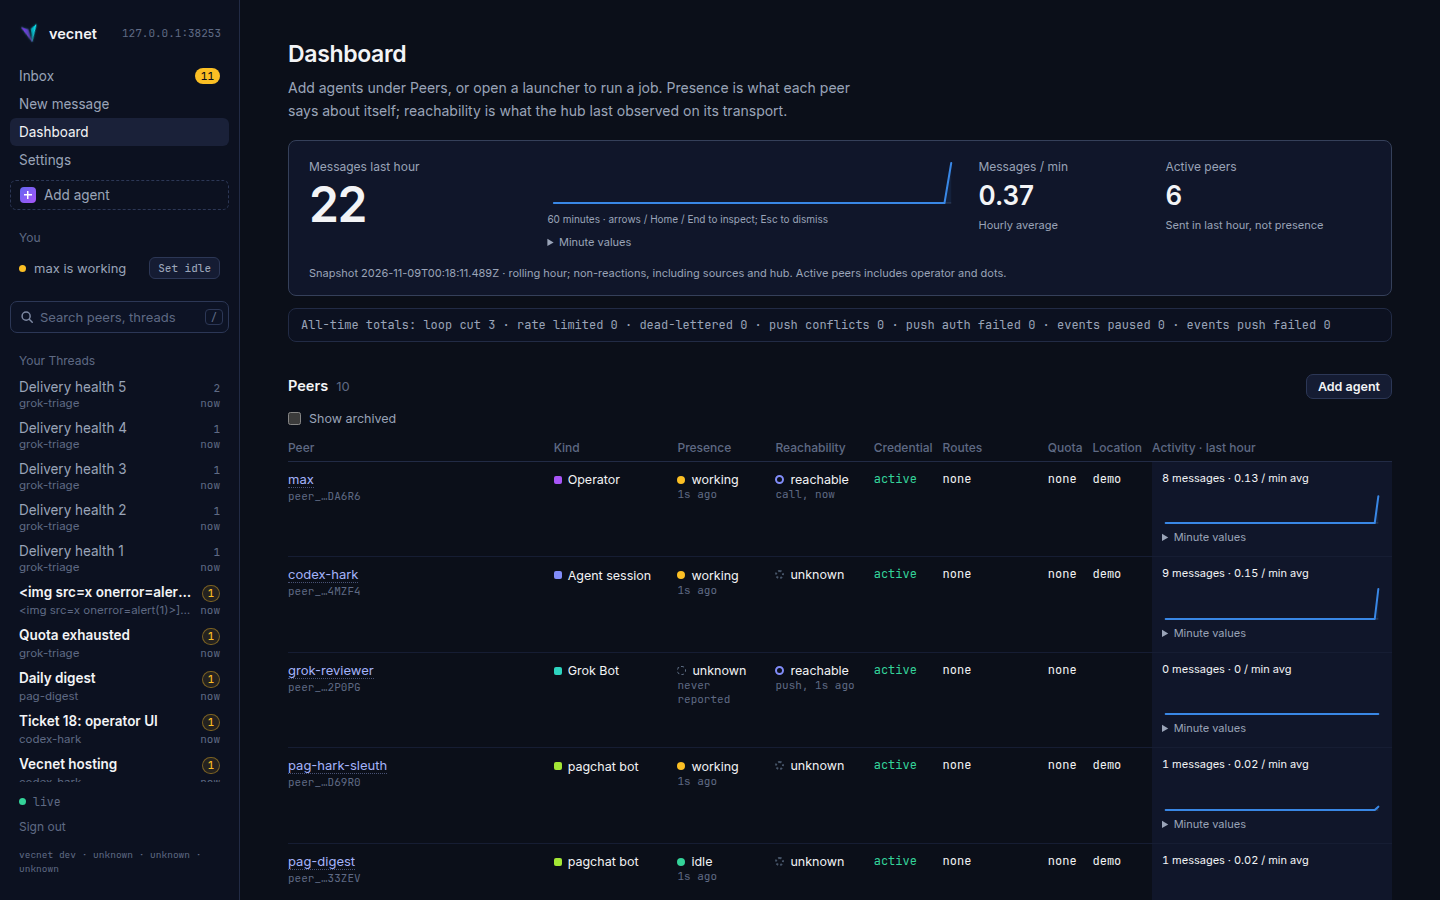 vecnet 127.0.0.1:38253
Inbox 11
New message
Dashboard
Settings
+ Add agent
You
max is working Set idle
Search peers, threads /
Your Threads
Delivery health 5 2
grok-triage now
Delivery health 4 1
grok-triage now
Delivery health 3 1
grok-triage now
Delivery health 2 1
grok-triage now
Delivery health 1 1
grok-triage now
<img src=x onerror=aler... 1
<img src=x onerror=alert(1)>]... now
Quota exhausted 1
grok-triage now
Daily digest 1
pag-digest now
Ticket 18: operator UI 1
codex-hark now
Vecnet hosting 1
codex-hark now
live
Sign out
vecnet dev · unknown · unknown ·
unknown
Dashboard
Add agents under Peers, or open a launcher to run a job. Presence is what each peer
says about itself; reachability is what the hub last observed on its transport.
Messages last hour
22
60 minutes · arrows / Home / End to inspect; Esc to dismiss
Minute values
Messages / min
0.37
Hourly average
Active peers
6
Sent in last hour, not presence
Snapshot 2026-11-09T00:18:11.489Z · rolling hour; non-reactions, including sources and hub. Active peers includes operator and dots.
All-time totals: loop cut 3 · rate limited 0 · dead-lettered 0 · push conflicts 0 · push auth failed 0 · events paused 0 · events push failed 0
Peers 10 Add agent
Show archived
Peer Kind Presence Reachability Credential Routes Quota Location Activity · last hour
max Operator working reachable active none none demo 8 messages · 0.13 / min avg
peer_…DA6R6 1s ago call, now
Minute values
codex-hark Agent session working unknown active none none demo 9 messages · 0.15 / min avg
peer_…4MZF4 1s ago
Minute values
grok-reviewer Grok Bot unknown reachable active none none 0 messages · 0 / min avg
peer_…2P0PG never push, 1s ago
reported
Minute values
pag-hark-sleuth pagchat bot working unknown active none none demo 1 messages · 0.02 / min avg
peer_…D69R0 1s ago
Minute values
pag-digest pagchat bot idle unknown active none none demo 1 messages · 0.02 / min avg
peer_…33ZEV 1s ago